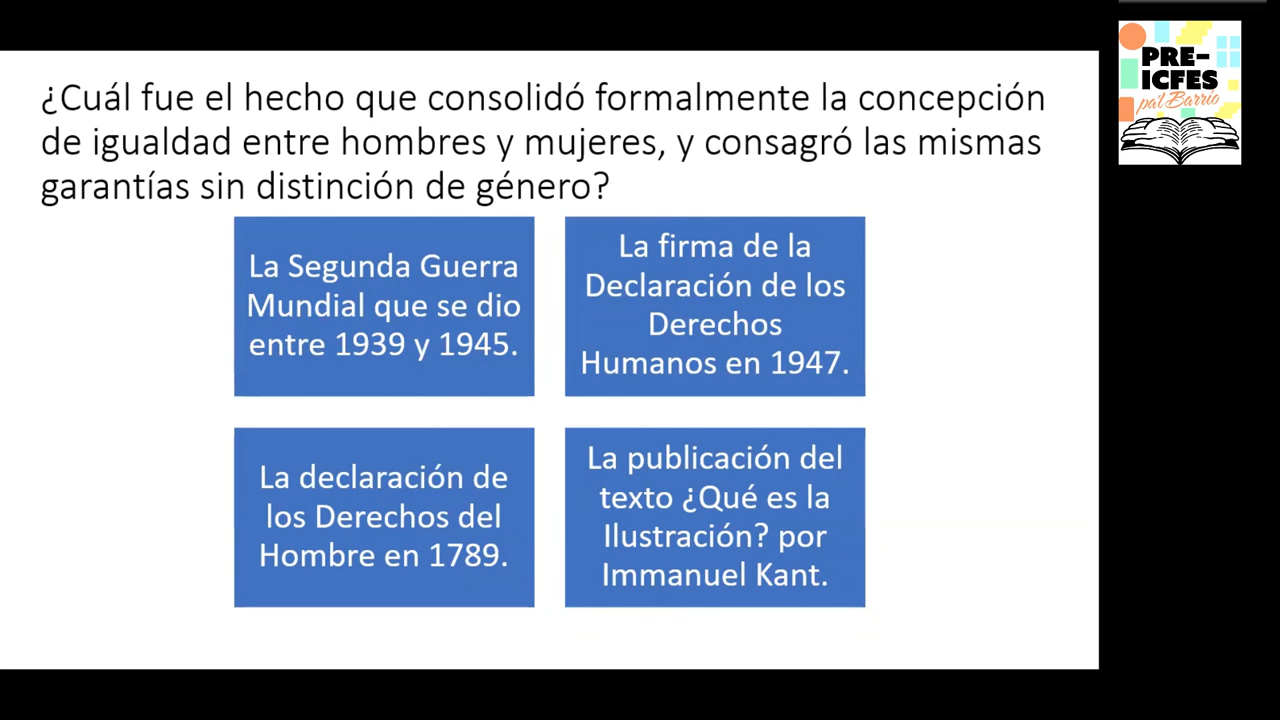 ¿Cuál fue el hecho que consolidó formalmente la concepción
de igualdad entre hombres y mujeres, y consagró las mismas
garantías sin distinción de género?
La Segunda Guerra
Mundial que se dio
entre 1939 y 1945.
La firma de la
Declaración de los
Derechos
Humanos en 1947.
La declaración de
los Derechos del
Hombre en 1789.
La publicación del
texto ¿Qué es la
Ilustración? por
Immanuel Kant.
PRE-
ICFES
pa'l Barrio